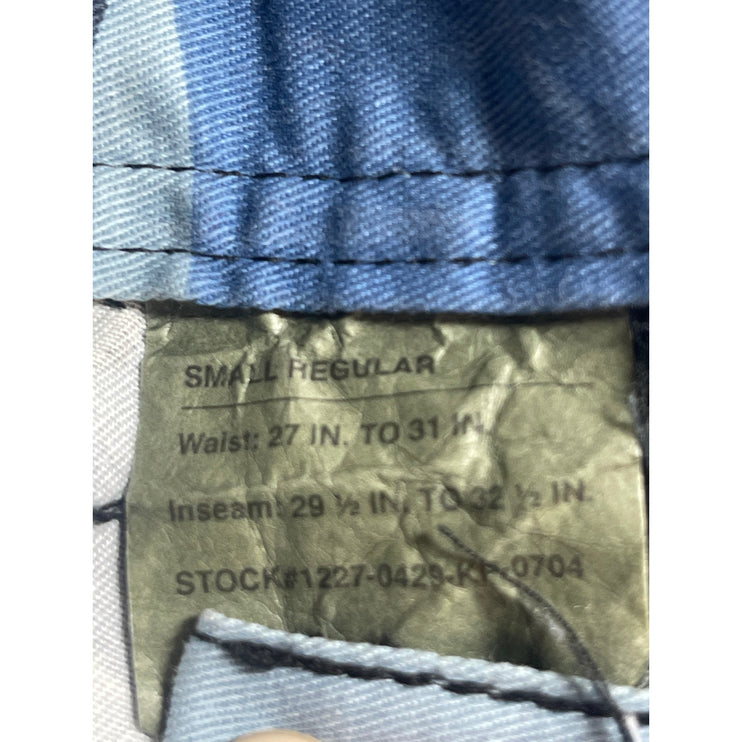 SMALL REGULAR
Waist: 27 IN. TO 31 IN.
Inseam: 29 ½ IN. TO 32 ½ IN.
STOCK#1227-0429-KP-0704